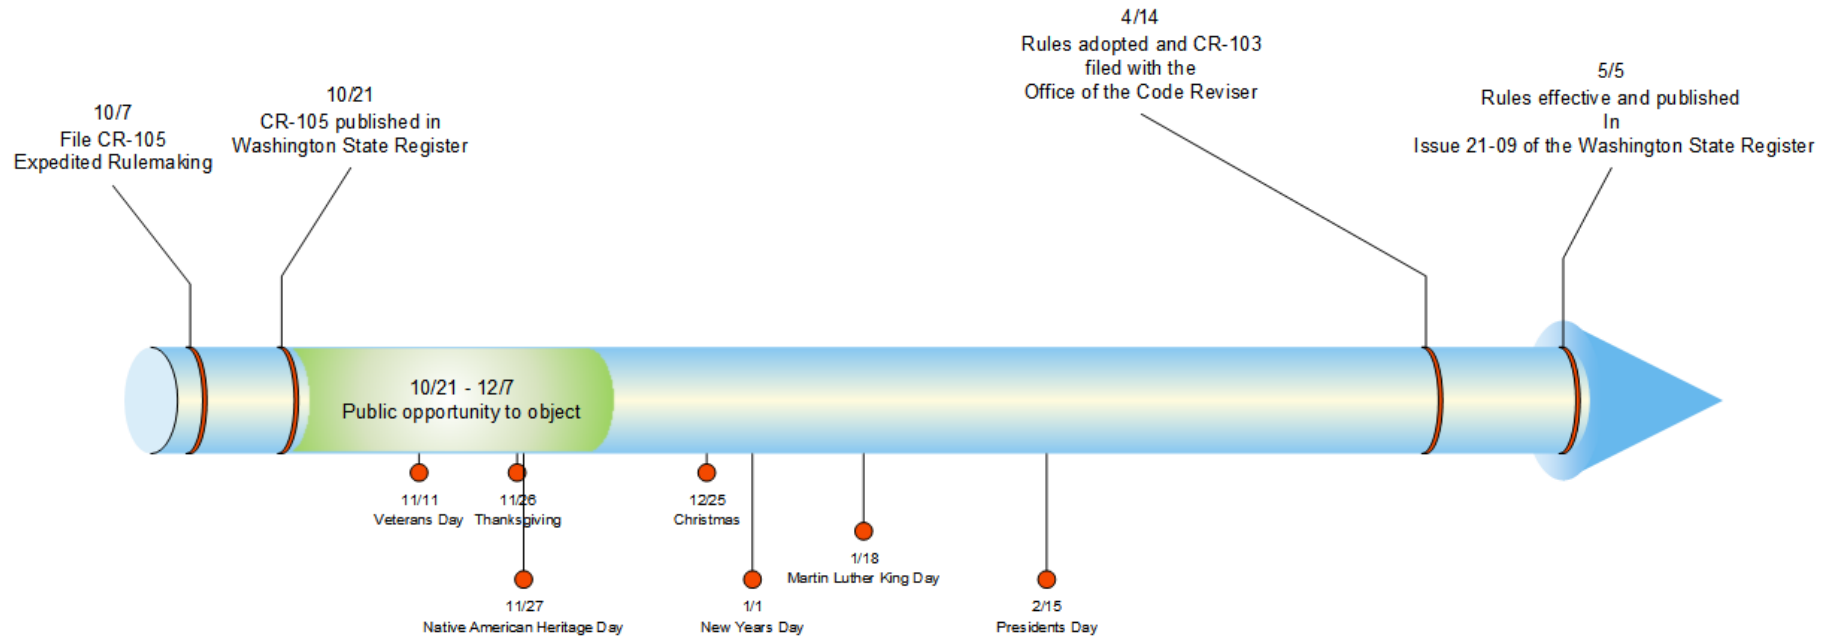 10/7
File CR-105
Expedited Rulemaking
10/21
CR-105 published in
Washington State Register
4/14
Rules adopted and CR-103
filed with the
Office of the Code Reviser
5/5
Rules effective and published
In
Issue 21-09 of the Washington State Register
10/21 - 12/7
Public opportunity to object
11/11
Veterans Day
11/26
Thanksgiving
11/27
Native American Heritage Day
12/25
Christmas
1/1
New Years Day
1/18
Martin Luther King Day
2/15
Presidents Day